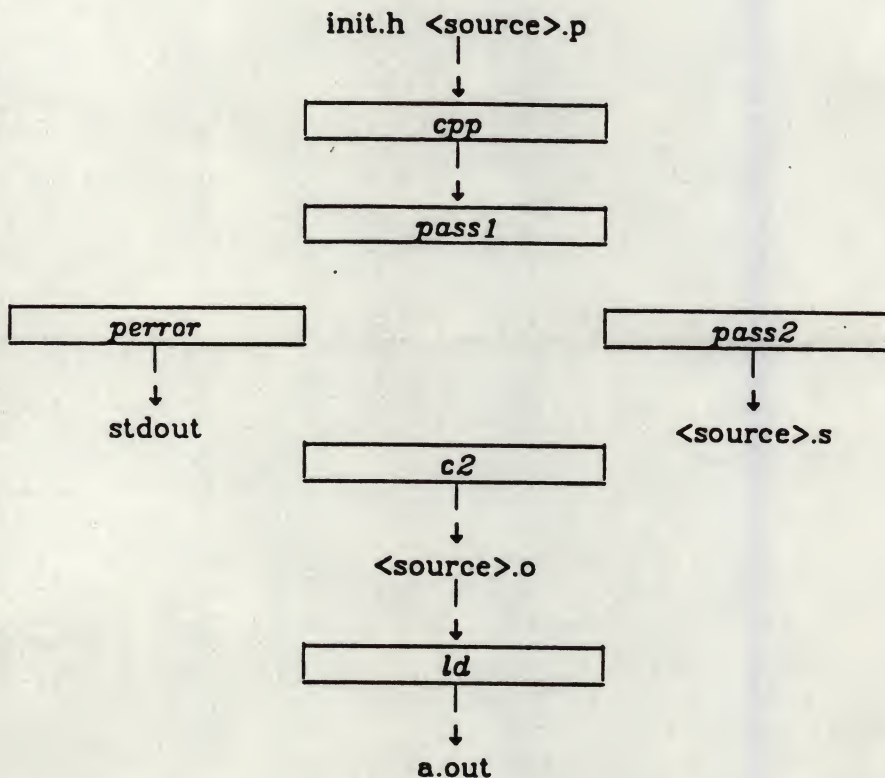 init.h <source>.p
cpp
pass1
perror
pass2
stdout
<source>.s
c2
<source>.o
ld
a.out